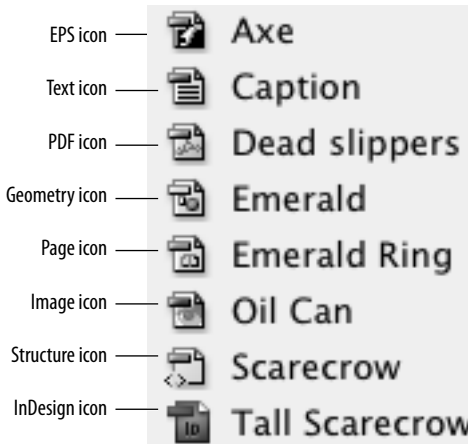 EPS icon Axe
Text icon Caption
PDF icon Dead slippers
Geometry icon Emerald
Page icon Emerald Ring
Image icon Oil Can
Structure icon Scarecrow
InDesign icon Tall Scarecrow